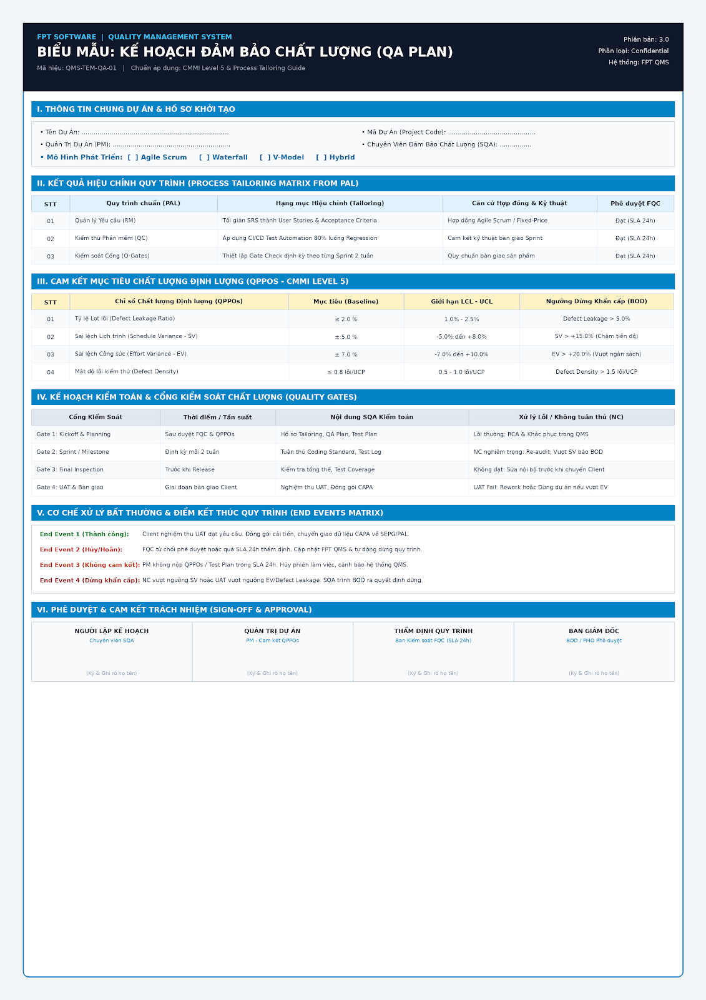 FPT SOFTWARE | QUALITY MANAGEMENT SYSTEM
BIỂU MẪU: KẾ HOẠCH ĐẢM BẢO CHẤT LƯỢNG (QA PLAN)
Mã hiệu: QMS-TEM-QA-01 | Chuẩn áp dụng: CMMI Level 5 & Process Tailoring Guide
Phiên bản: 3.0
Phân loại: Confidential
Hệ thống: FPT QMS
I. THÔNG TIN CHUNG DỰ ÁN & HỒ SƠ KHỞI TẠO
• Tên Dự Án: ..........................................................................
• Mã Dự Án (Project Code): ............................................
• Quản Trị Dự Án (PM): ...........................................................
• Chuyên Viên Đảm Bảo Chất Lượng (SQA): ................
• Mô Hình Phát Triển: [ ] Agile Scrum [ ] Waterfall [ ] V-Model [ ] Hybrid
II. KẾT QUẢ HIỆU CHỈNH QUY TRÌNH (PROCESS TAILORING MATRIX FROM PAL)
STT Quy trình chuẩn (PAL) Hạng mục Hiệu chỉnh (Tailoring) Căn cứ Hợp đồng & Kỹ thuật Phê duyệt FQC
01 Quản lý Yêu cầu (RM) Tối giản SRS thành User Stories & Acceptance Criteria Hợp đồng Agile Scrum / Fixed-Price Đạt (SLA 24h)
02 Kiểm thử Phần mềm (QC) Áp dụng CI/CD Test Automation 80% luồng Regression Cam kết kỹ thuật bàn giao Sprint Đạt (SLA 24h)
03 Kiểm soát Cổng (Q-Gates) Thiết lập Gate Check định kỳ theo từng Sprint 2 tuần Quy chuẩn bàn giao sản phẩm Đạt (SLA 24h)
III. CAM KẾT MỤC TIÊU CHẤT LƯỢNG ĐỊNH LƯỢNG (QPPOS - CMMI LEVEL 5)
STT Chỉ số Chất lượng Định lượng (QPPOs) Mục tiêu (Baseline) Giới hạn LCL - UCL Ngưỡng Dừng Khẩn cấp (BOD)
01 Tỷ lệ Lọt lỗi (Defect Leakage Ratio) ≤ 2.0 % 1.0% - 2.5% Defect Leakage > 5.0%
02 Sai lệch Lịch trình (Schedule Variance - SV) ± 5.0 % -5.0% đến +8.0% SV > +15.0% (Chậm tiến độ)
03 Sai lệch Công sức (Effort Variance - EV) ± 7.0 % -7.0% đến +10.0% EV > +20.0% (Vượt ngân sách)
04 Mật độ lỗi kiểm thử (Defect Density) ≤ 0.8 lỗi/UCP 0.5 - 1.0 lỗi/UCP Defect Density > 1.5 lỗi/UCP
IV. KẾ HOẠCH KIỂM TOÁN & CỔNG KIỂM SOÁT CHẤT LƯỢNG (QUALITY GATES)
Cổng Kiểm Soát Thời điểm / Tần suất Nội dung SQA Kiểm toán Xử lý Lỗi / Không tuân thủ (NC)
Gate 1: Kickoff & Planning Sau duyệt FQC & QPPOs Hồ sơ Tailoring, QA Plan, Test Plan Lỗi thường: RCA & Khắc phục trong QMS
Gate 2: Sprint / Milestone Định kỳ mỗi 2 tuần Tuân thủ Coding Standard, Test Log NC nghiêm trọng: Re-audit; Vượt SV báo BOD
Gate 3: Final Inspection Trước khi Release Kiểm tra tổng thể, Test Coverage Không đạt: Sửa nội bộ trước khi chuyển Client
Gate 4: UAT & Bàn giao Giai đoạn bàn giao Client Nghiệm thu UAT, Đóng gói CAPA UAT Fail: Rework hoặc Dừng dự án nếu vượt EV
V. CƠ CHẾ XỬ LÝ BẤT THƯỜNG & ĐIỂM KẾT THÚC QUY TRÌNH (END EVENTS MATRIX)
End Event 1 (Thành công): Client nghiệm thu UAT đạt yêu cầu. Đóng gói cải tiến, chuyển giao dữ liệu CAPA về SEPG/PAL.
End Event 2 (Hủy/Hoãn): FQC từ chối phê duyệt hoặc quá SLA 24h thẩm định. Cập nhật FPT QMS & tự động dừng quy trình.
End Event 3 (Không cam kết): PM không nộp QPPOs / Test Plan trong SLA 24h. Hủy phiên làm việc, cảnh báo hệ thống QMS.
End Event 4 (Dừng khẩn cấp): NC vượt ngưỡng SV hoặc UAT vượt ngưỡng EV/Defect Leakage. SQA trình BOD ra quyết định dừng.
VI. PHÊ DUYỆT & CAM KẾT TRÁCH NHIỆM (SIGN-OFF & APPROVAL)
NGƯỜI LẬP KẾ HOẠCH QUẢN TRỊ DỰ ÁN THẨM ĐỊNH QUY TRÌNH BAN GIÁM ĐỐC
Chuyên viên SQA PM - Cam kết QPPOs Ban Kiểm soát FQC (SLA 24h) BOD / PMO Phê duyệt
(Ký & Ghi rõ họ tên) (Ký & Ghi rõ họ tên) (Ký & Ghi rõ họ tên) (Ký & Ghi rõ họ tên)